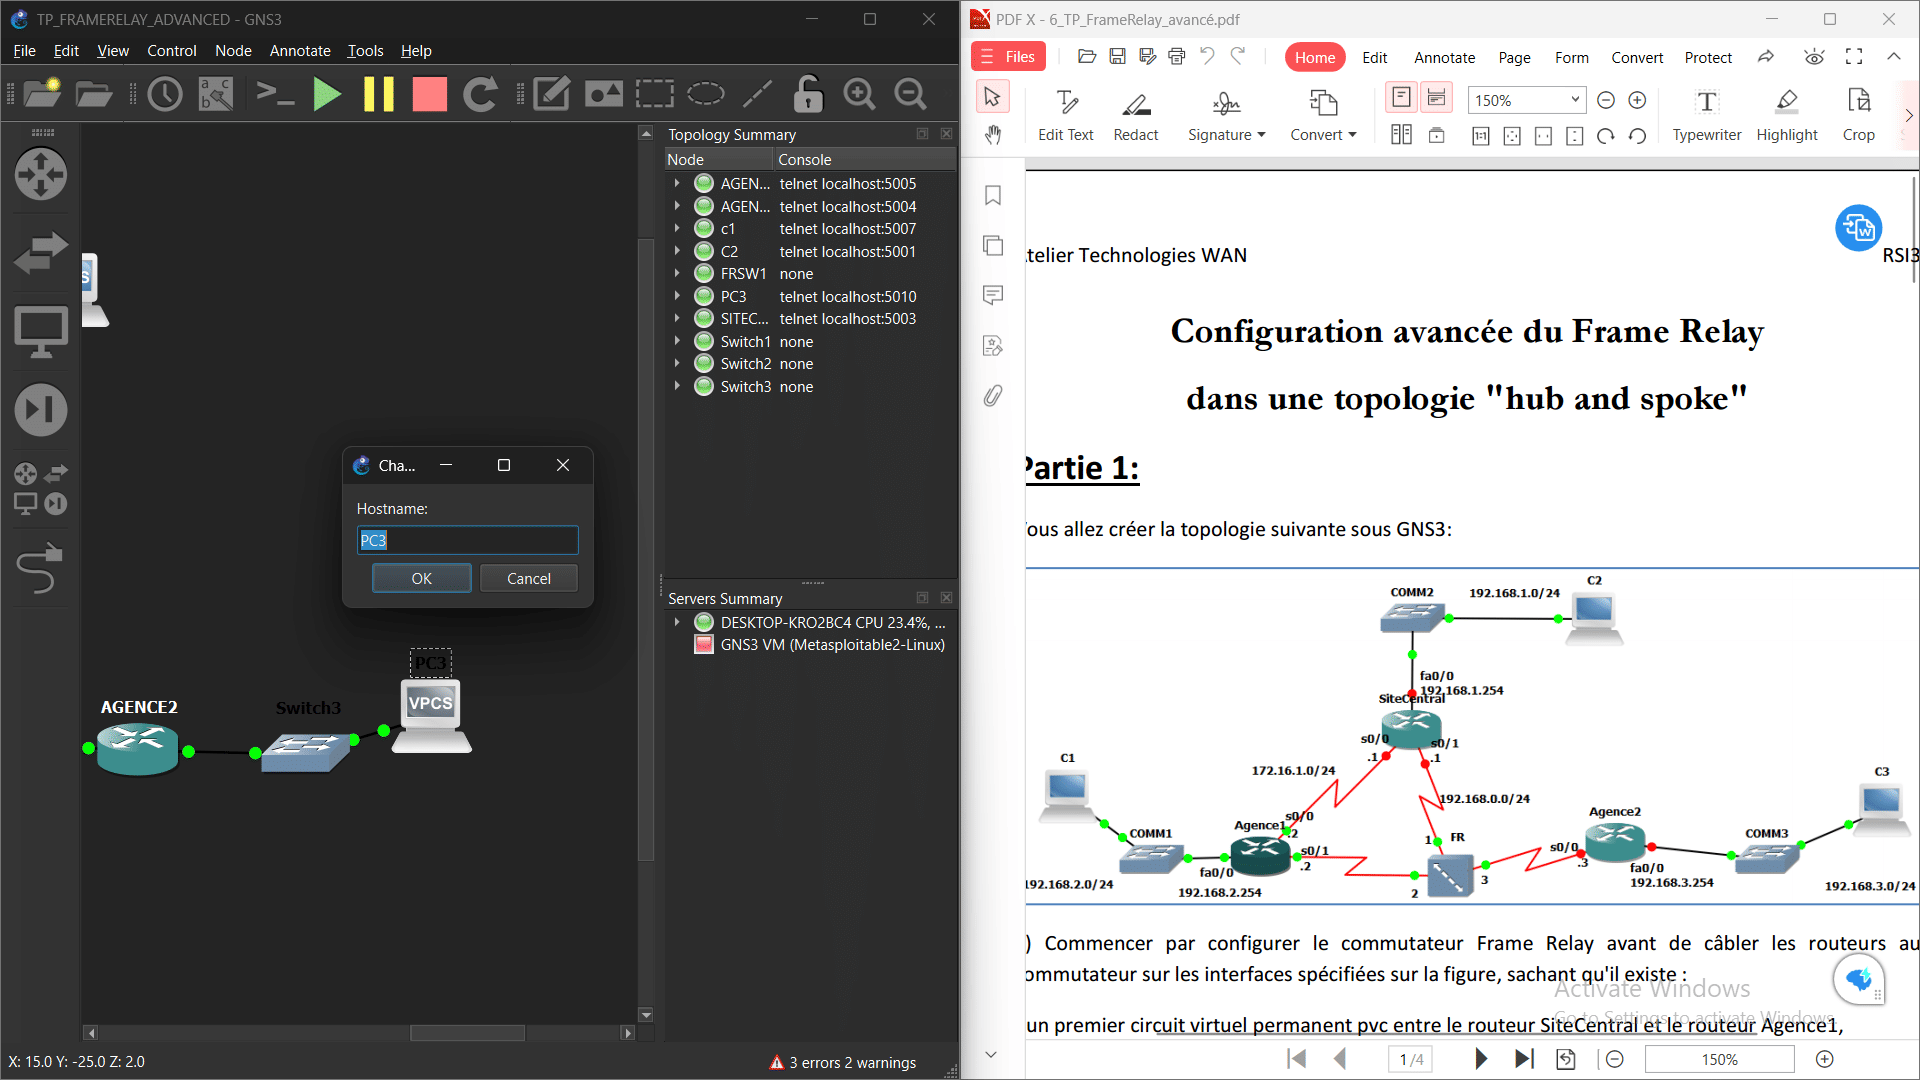 TP_FRAMERELAY_ADVANCED - GNS3
File Edit View Control Node Annotate Tools Help
Topology Summary
Node Console
AGEN... telnet localhost:5005
AGEN... telnet localhost:5004
c1 telnet localhost:5007
C2 telnet localhost:5001
FRSW1 none
PC3 telnet localhost:5010
SITEC... telnet localhost:5003
Switch1 none
Switch2 none
Switch3 none
Cha...
Hostname:
PC3
OK Cancel
Servers Summary
DESKTOP-KRO2BC4 CPU 23.4%, ...
GNS3 VM (Metasploitable2-Linux)
PC3
VPCS
AGENCE2
Switch3
S
X: 15.0 Y: -25.0 Z: 2.0
3 errors 2 warnings
PDF X - 6_TP_FrameRelay_avancé.pdf
Files
Home Edit Annotate Page Form Convert Protect
150%
Edit Text Redact Signature Convert Typewriter Highlight Crop
telier Technologies WAN RSI3
Configuration avancée du Frame Relay
dans une topologie "hub and spoke"
Partie 1:
ous allez créer la topologie suivante sous GNS3:
COMM2
192.168.1.0/24
C2
fa0/0
192.168.1.254
SiteCentral
s0/0
s0/1
.1
.1
C1
172.16.1.0/24
192.168.0.0/24
C3
Agence1
s0/0
.2
s0/1
.2
COMM1
fa0/0
192.168.2.0/24
192.168.2.254
1
FR
2
3
s0/0
.3
Agence2
fa0/0
192.168.3.254
COMM3
192.168.3.0/24
) Commencer par configurer le commutateur Frame Relay avant de câbler les routeurs au
ommutateur sur les interfaces spécifiées sur la figure, sachant qu'il existe :
un premier circuit virtuel permanent pvc entre le routeur SiteCentral et le routeur Agence1,
Activate Windows
Go to Settings to activate Windows.
1/4
150%